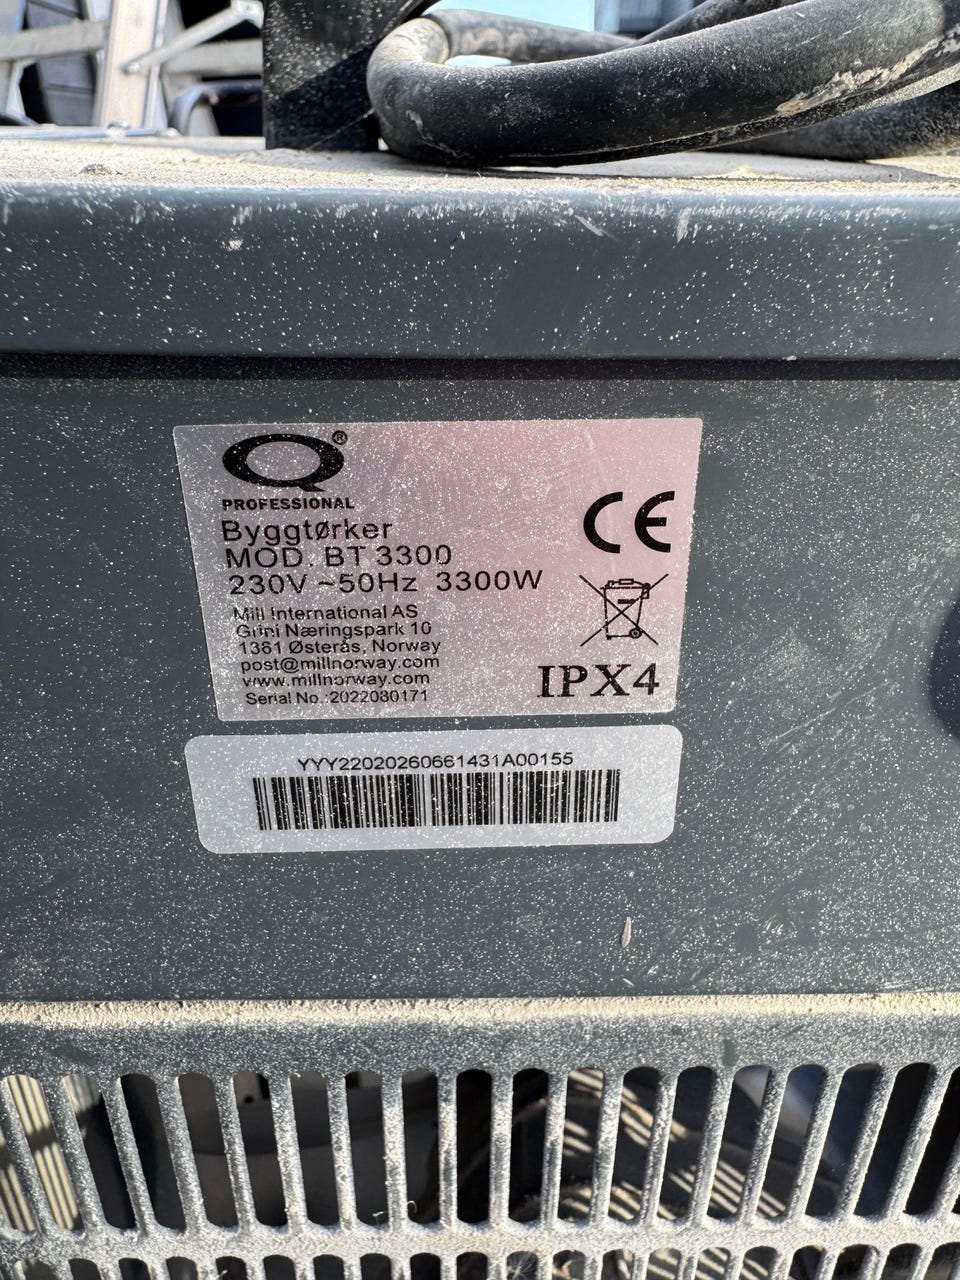 Q®
PROFESSIONAL
Byggtørker
MOD. BT 3300
230V ~50Hz 3300W
Mill International AS
Grini Næringspark 10
1361 Østerås, Norway
post@millnorway.com
www.millnorway.com
Serial No.:2022080171
CE
IPX4
YYY22020260661431A00155